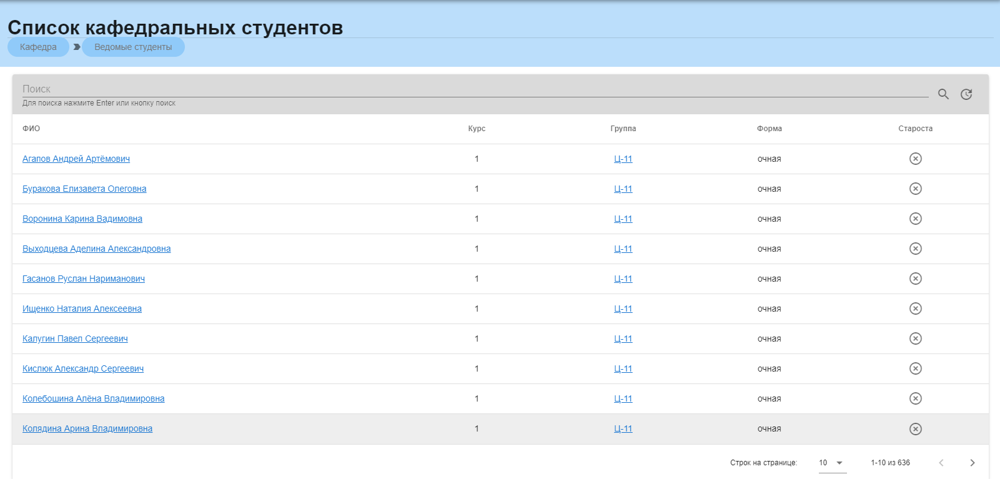 Список кафедральных студентов
Кафедра Ведомые студенты
Поиск
Для поиска нажмите Enter или кнопку поиск
ФИО Курс Группа Форма Староста
Агапов Андрей Артёмович 1 Ц-11 очная
Буракова Елизавета Олеговна 1 Ц-11 очная
Воронина Карина Вадимовна 1 Ц-11 очная
Выходцева Аделина Александровна 1 Ц-11 очная
Гасанов Руслан Нариманович 1 Ц-11 очная
Ищенко Наталия Алексеевна 1 Ц-11 очная
Калугин Павел Сергеевич 1 Ц-11 очная
Кислюк Александр Сергеевич 1 Ц-11 очная
Колебошина Алёна Владимировна 1 Ц-11 очная
Колядина Арина Владимировна 1 Ц-11 очная
Строк на странице: 10 1-10 из 636